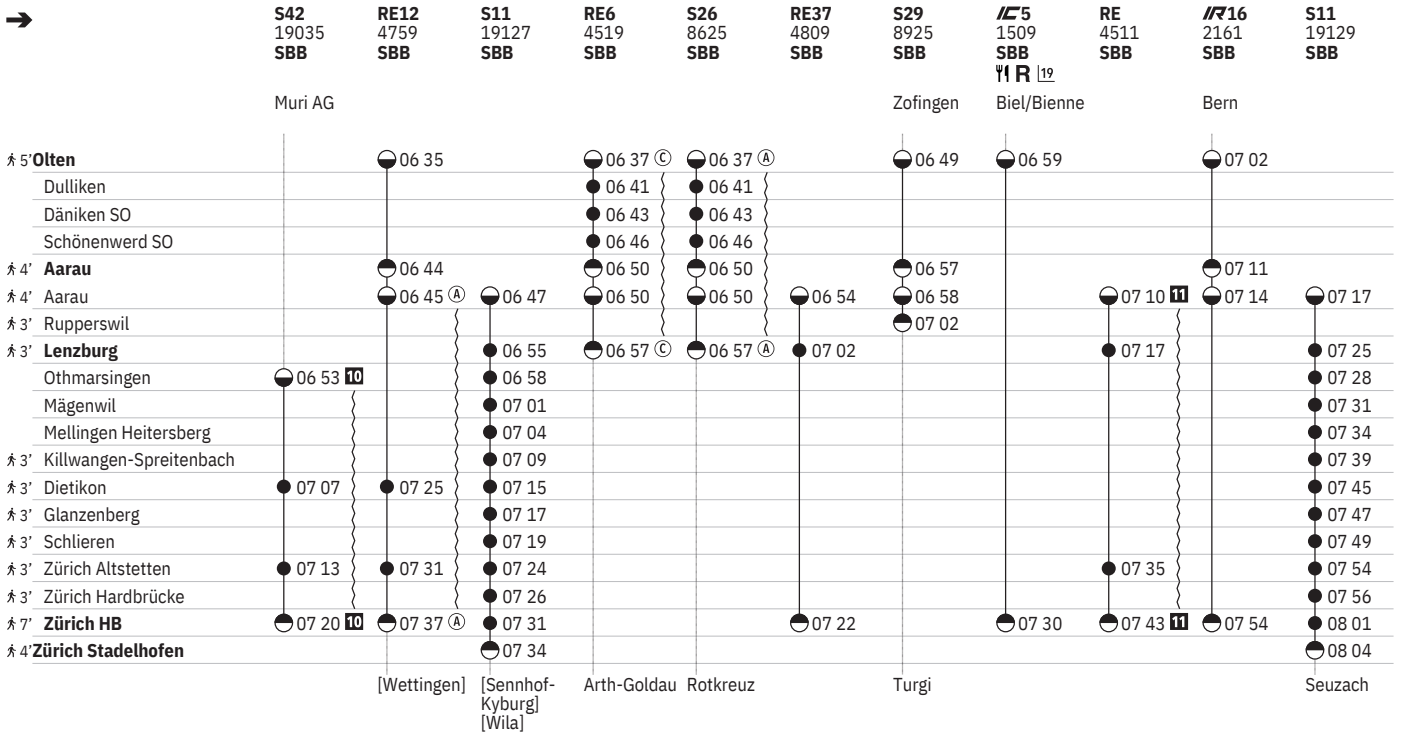 S42 RE12 S11 RE6 S26 RE37 S29 IC5 RE IR16 S11
19035 4759 19127 4519 8625 4809 8925 1509 4511 2161 19129
SBB SBB SBB SBB SBB SBB SBB SBB SBB SBB SBB
R 19
Muri AG Zofingen Biel/Bienne Bern
5' Olten 06 35 06 37 C 06 37 A 06 49 06 59 07 02
Dulliken 06 41 06 41
Däniken SO 06 43 06 43
Schönenwerd SO 06 46 06 46
4' Aarau 06 44 06 50 06 50 06 57 07 11
4' Aarau 06 45 A 06 47 06 50 06 50 06 54 06 58 07 10 11 07 14 07 17
3' Rupperswil 07 02
3' Lenzburg 06 55 06 57 C 06 57 A 07 02 07 17 07 25
Othmarsingen 06 53 10 06 58 07 28
Mägenwil 07 01 07 31
Mellingen Heitersberg 07 04 07 34
3' Killwangen-Spreitenbach 07 09 07 39
3' Dietikon 07 07 07 25 07 15 07 45
3' Glanzenberg 07 17 07 47
3' Schlieren 07 19 07 49
3' Zürich Altstetten 07 13 07 31 07 24 07 35 07 54
3' Zürich Hardbrücke 07 26 07 56
7' Zürich HB 07 20 10 07 37 A 07 31 07 22 07 30 07 43 11 07 54 08 01
4' Zürich Stadelhofen 07 34 08 04
[Wettingen] [Sennhof- Arth-Goldau Rotkreuz Turgi Seuzach
Kyburg]
[Wila]